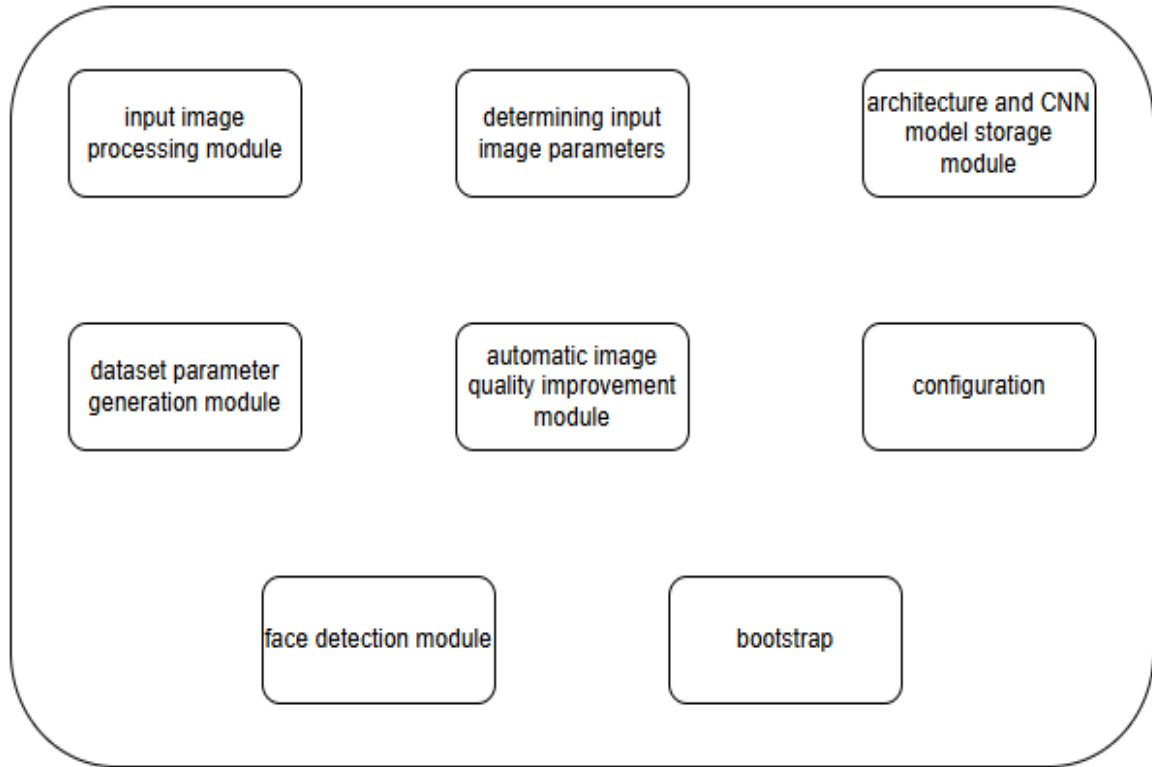 input image
processing module
determining input
image parameters
architecture and CNN
model storage
module
dataset parameter
generation module
automatic image
quality improvement
module
configuration
face detection module
bootstrap